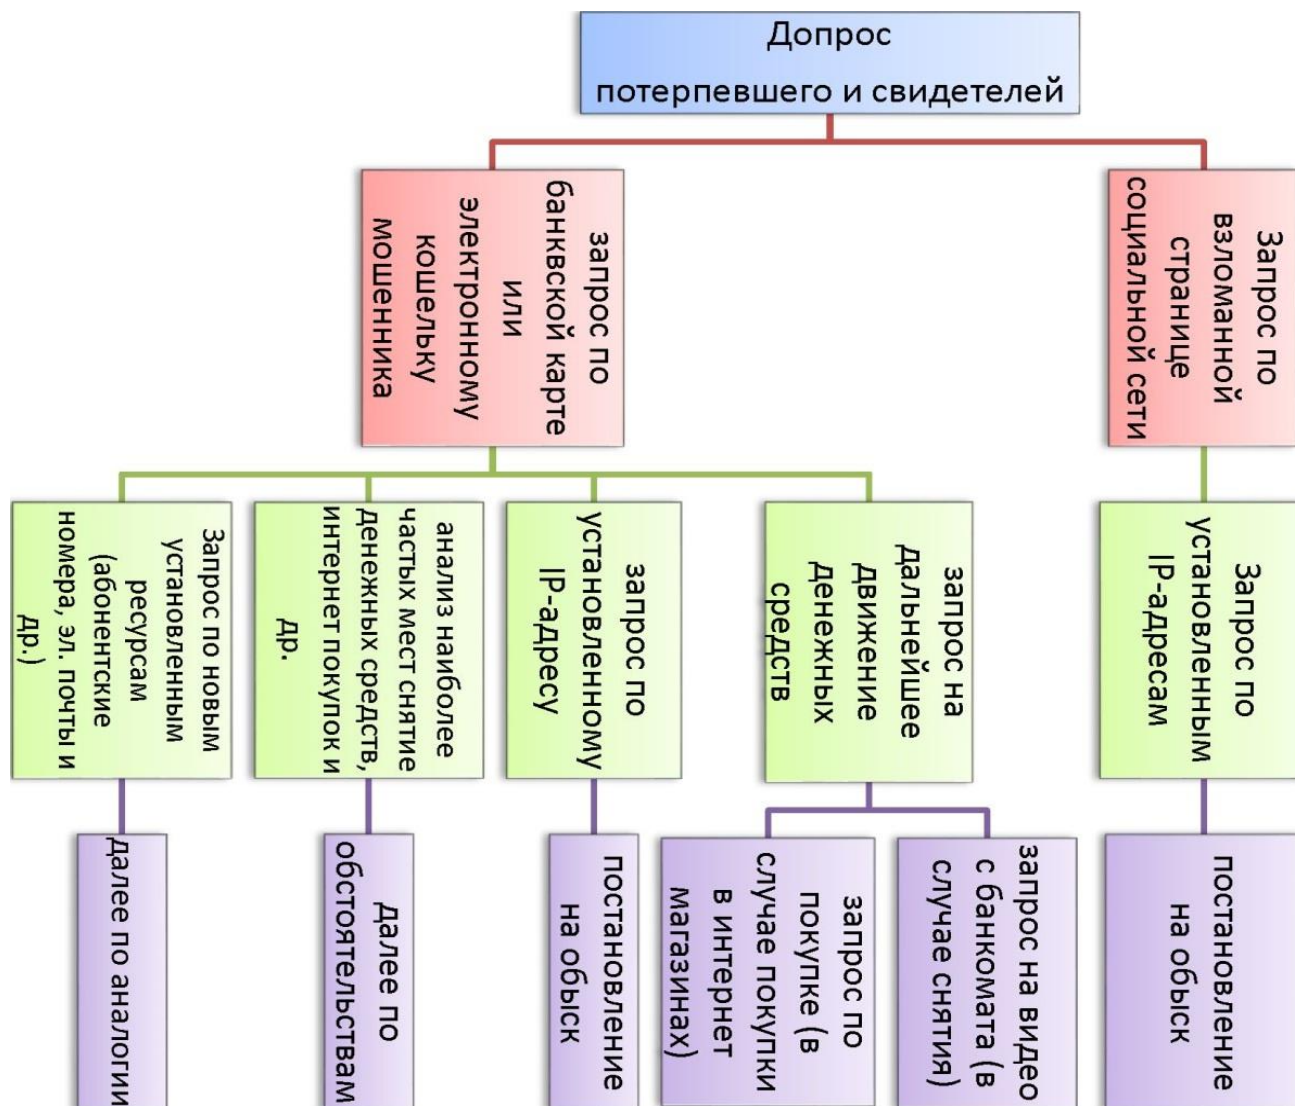 Допрос
потерпевшего и свидетелей
запрос по
банквской карте
или
электронному
кошельку
мошенника
Запрос по
взломанной
странице
социальной сети
Запрос по новым
установленным
ресурсам
(абонентские
номера, эл. почты и
др.)
анализ наиболее
частых мест снятие
денежных средств,
интернет покупок и
др.
запрос по
установленному
IP-адресу
запрос на
дальнейшее
движение
денежных
средств
Запрос по
установленным
IP-адресам
далее по аналогии
далее по
обстоятельствам
постановление
на обыск
запрос по
покупке (в
случае покупки
в интернет
магазинах)
запрос на видео
с банкомата (в
случае снятия)
постановление
на обыск